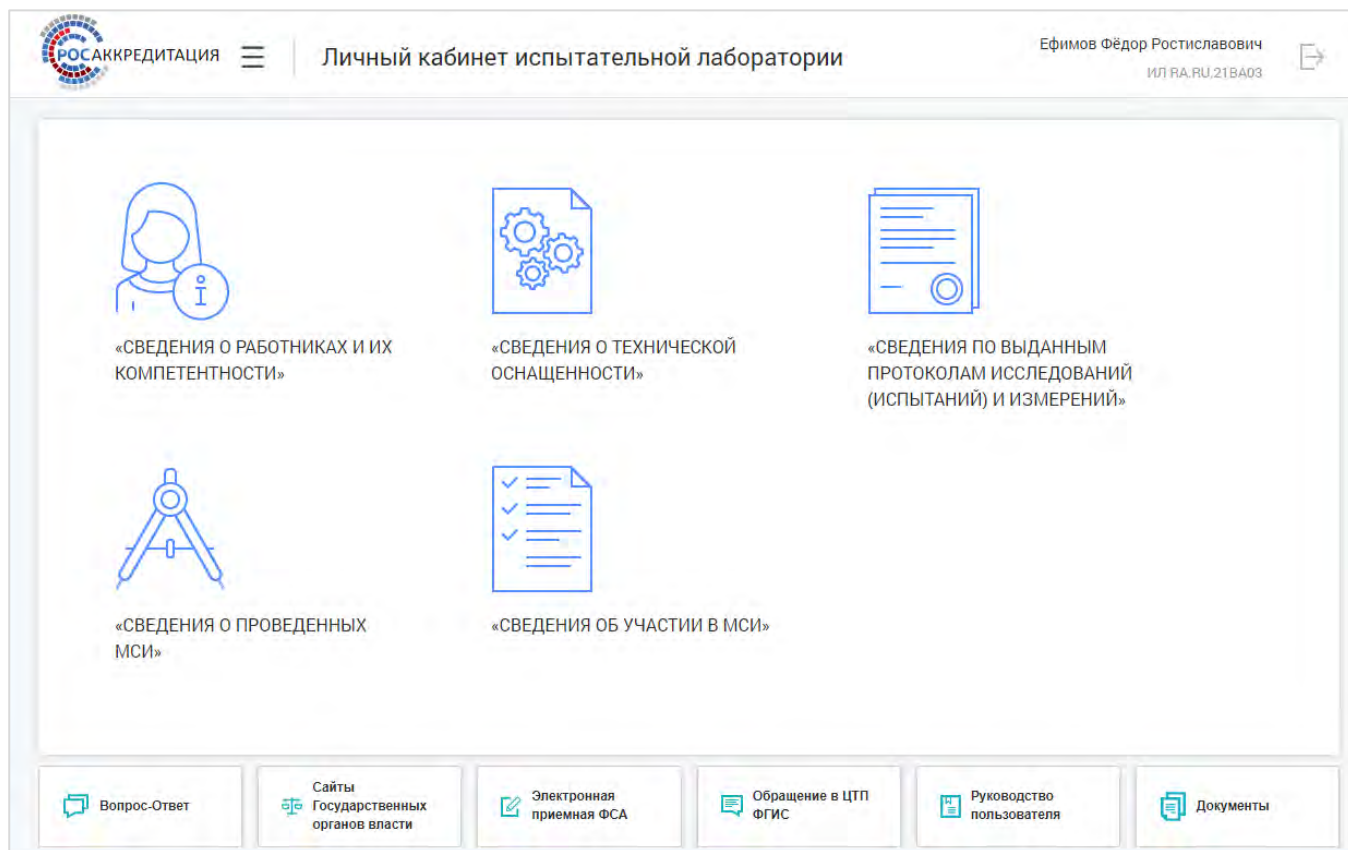 РОСАККРЕДИТАЦИЯ
Личный кабинет испытательной лаборатории
Ефимов Фёдор Ростиславович
ИЛ RA.RU.21BA03
«СВЕДЕНИЯ О РАБОТНИКАХ И ИХ
КОМПЕТЕНТНОСТИ»
«СВЕДЕНИЯ О ТЕХНИЧЕСКОЙ
ОСНАЩЕННОСТИ»
«СВЕДЕНИЯ ПО ВЫДАННЫМ
ПРОТОКОЛАМ ИССЛЕДОВАНИЙ
(ИСПЫТАНИЙ) И ИЗМЕРЕНИЙ»
«СВЕДЕНИЯ О ПРОВЕДЕННЫХ
МСИ»
«СВЕДЕНИЯ ОБ УЧАСТИИ В МСИ»
Вопрос-Ответ
Сайты
Государственных
органов власти
Электронная
приемная ФСА
Обращение в ЦТП
ФГИС
Руководство
пользователя
Документы